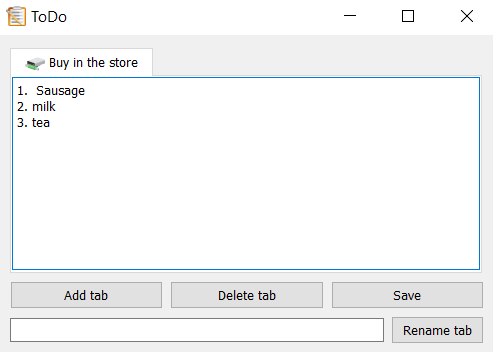 ToDo
Buy in the store
1.  Sausage
2. milk
3. tea
Add tab
Delete tab
Save
Rename tab